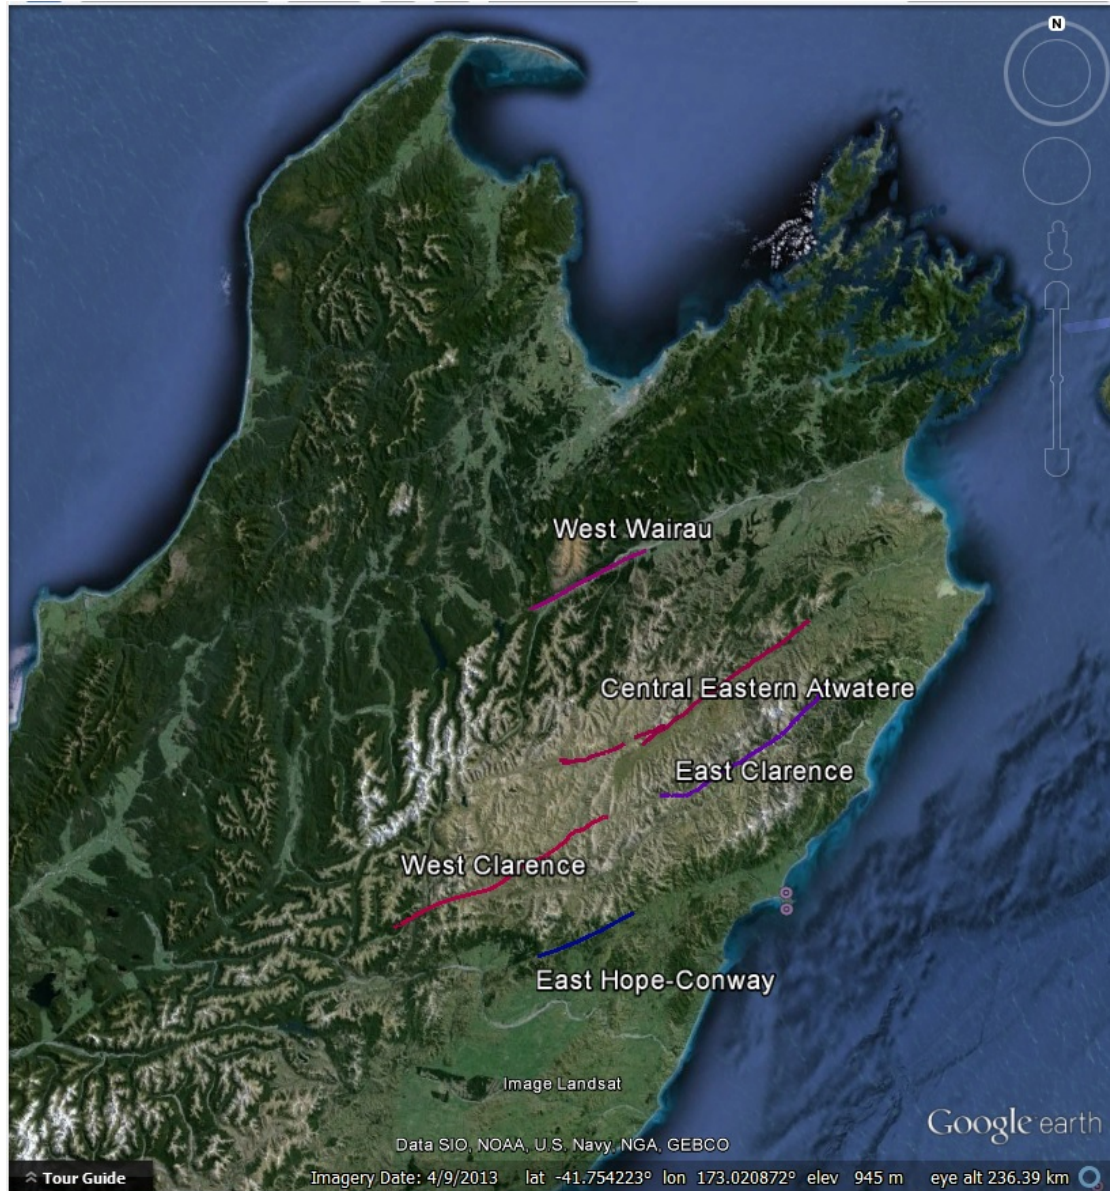 N
West Wairau
Central Eastern Atwatere
East Clarence
West Clarence
East Hope-Conway
Image Landsat
Google earth
Data SIO, NOAA, U.S. Navy, NGA, GEBCO
Tour Guide
Imagery Date: 4/9/2013 lat -41.754223° lon 173.020872° elev 945 m eye alt 236.39 km